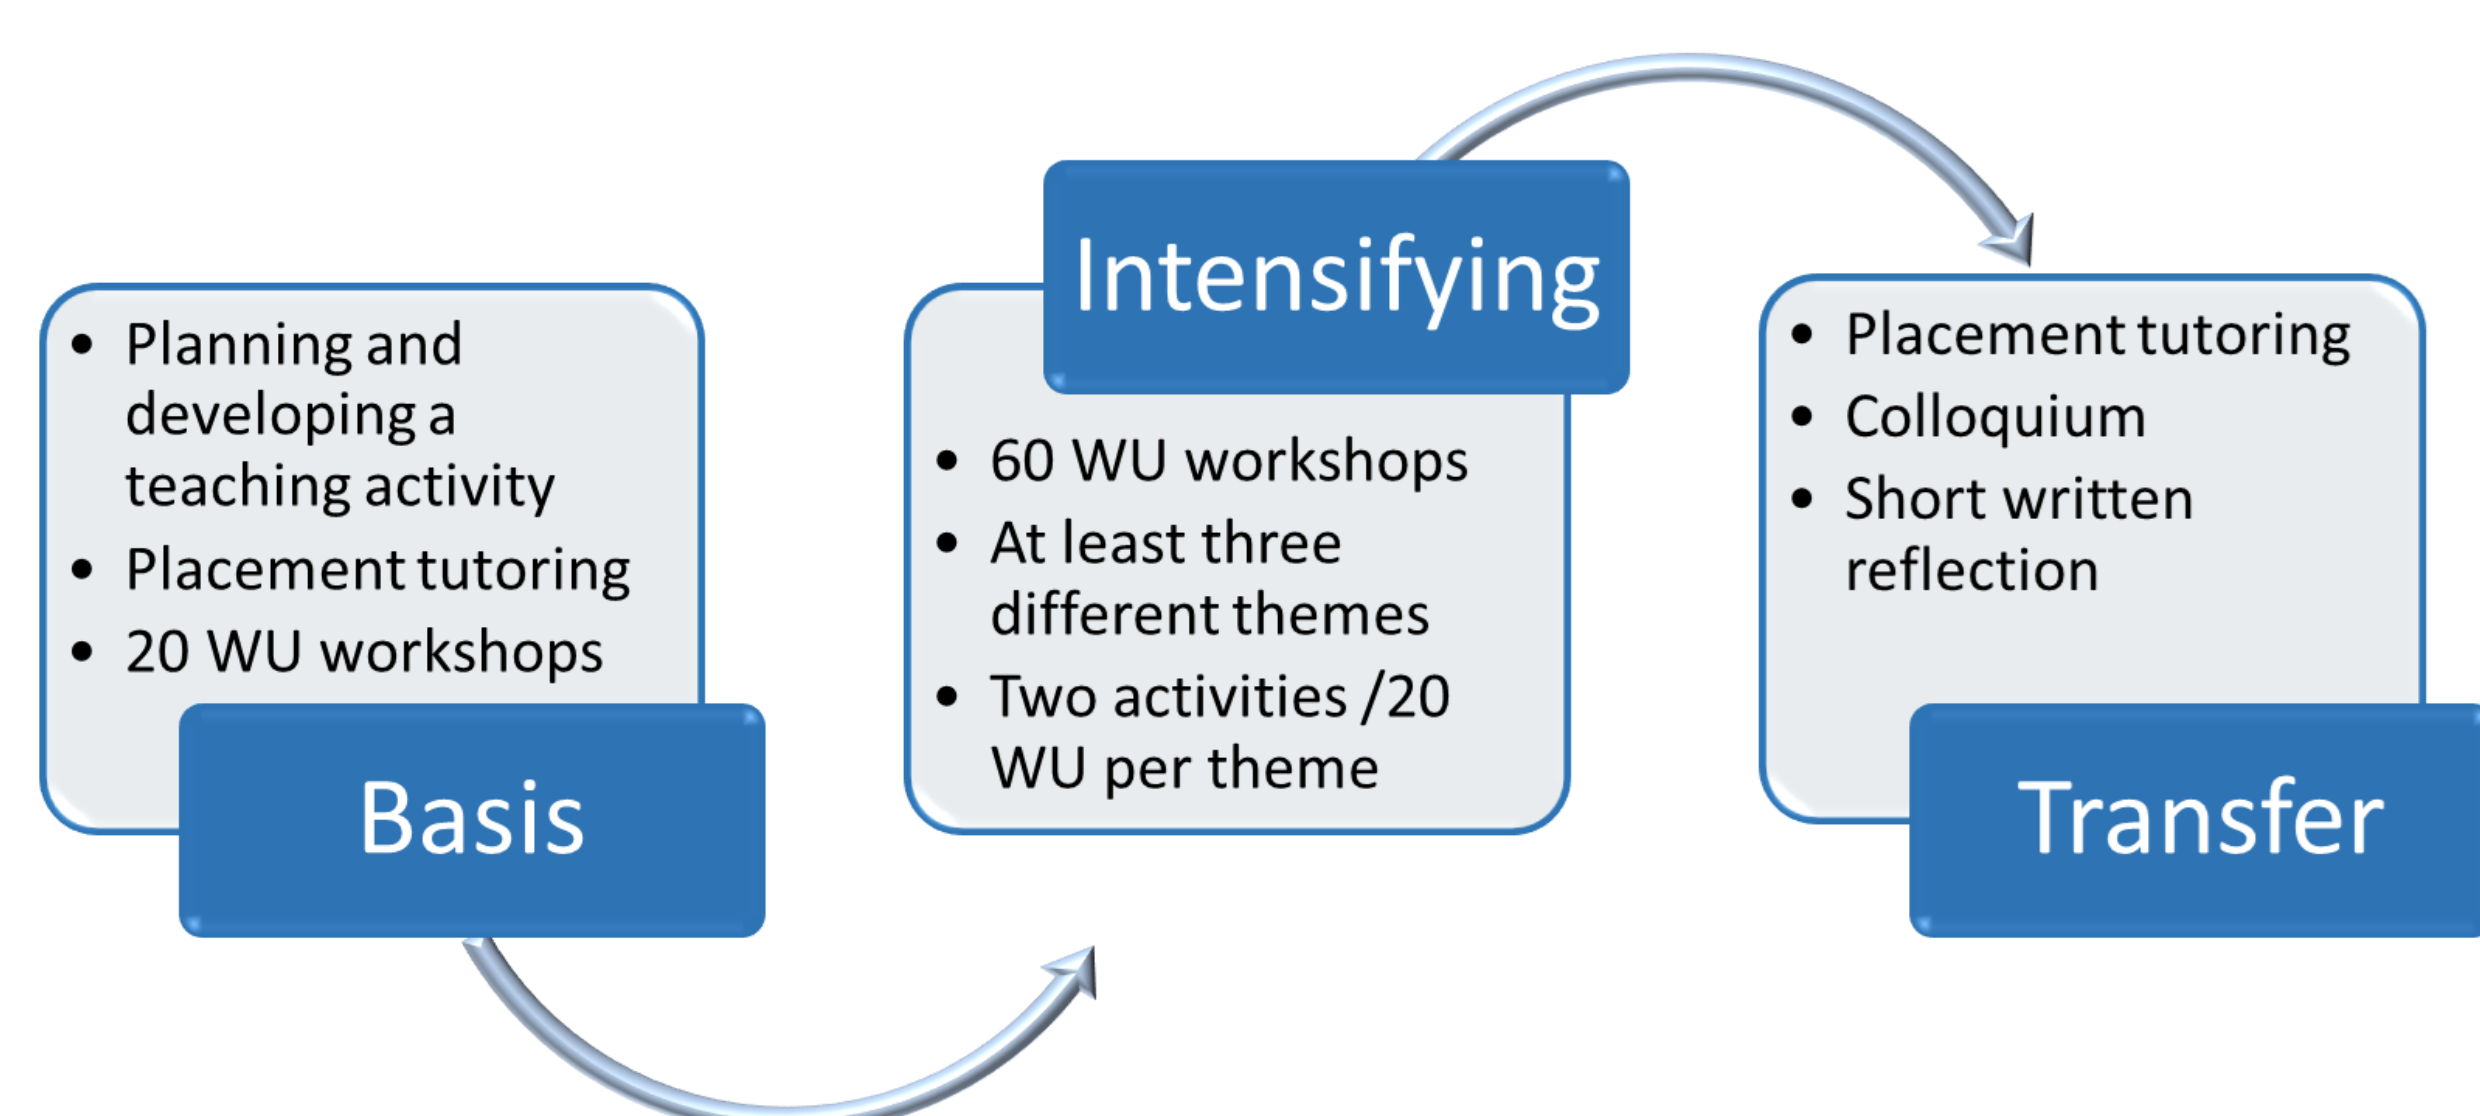 • Planning and
developing a
teaching activity
• Placement tutoring
• 20 WU workshops
Basis
Intensifying
• 60 WU workshops
• At least three
different themes
• Two activities /20
WU per theme
• Placement tutoring
• Colloquium
• Short written
reflection
Transfer